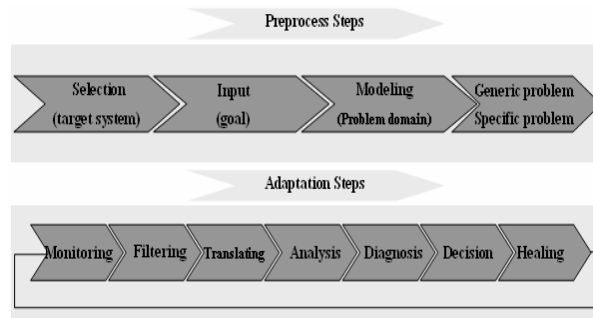 Preprocess Steps
Selection Input Modeling Generic problem
(target system) (goal) (Problem domain) Specific problem
Adaptation Steps
Monitoring Filtering Translating Analysis Diagnosis Decision Healing